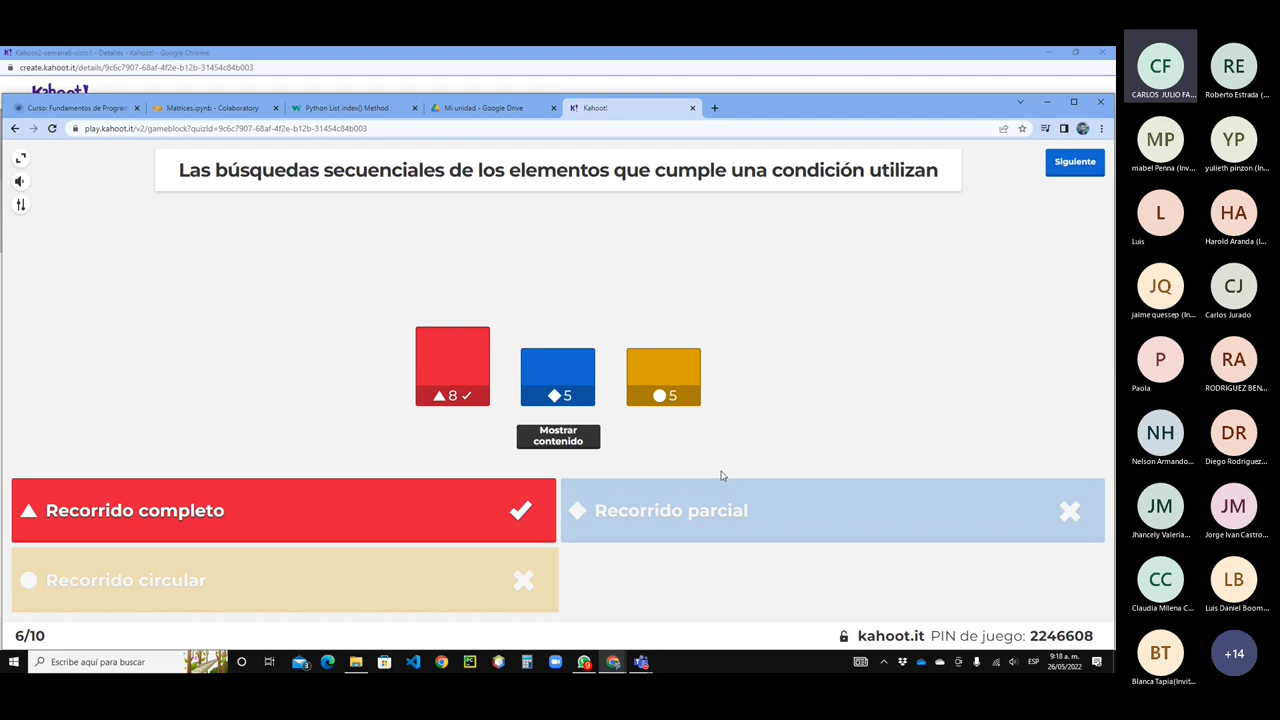 Kahoot2-semana6-ciclo1 - Detalles - Kahoot! - Google Chrome
create.kahoot.it/details/9c6c7907-68af-4f2e-b12b-31454c84b003
Kahoot!
Curso: Fundamentos de Program
Matrices.ipynb - Colaboratory
Python List index() Method
Mi unidad - Google Drive
Kahoot!
play.kahoot.it/v2/gameblock?quizId=9c6c7907-68af-4f2e-b12b-31454c84b003
Las búsquedas secuenciales de los elementos que cumple una condición utilizan
Siguiente
8
5
5
Mostrar
contenido
Recorrido completo
Recorrido parcial
Recorrido circular
6/10
kahoot.it PIN de juego: 2246608
Escribe aquí para buscar
ESP
9:18 a. m.
26/05/2022
CF
CARLOS JULIO FA...
RE
Roberto Estrada (...
MP
mabel Penna (Inv...
YP
yulieth pinzon (In...
L
Luis
HA
Harold Aranda (I...
JQ
jaime quessep (In...
CJ
Carlos Jurado
P
Paola
RA
RODRIGUEZ BEN...
NH
Nelson Armando...
DR
Diego Rodriguez...
JM
Jhancely Valeria...
JM
Jorge Ivan Castro...
CC
Claudia Milena C...
LB
Luis Daniel Boom...
BT
Blanca Tapia (Invit...
+14